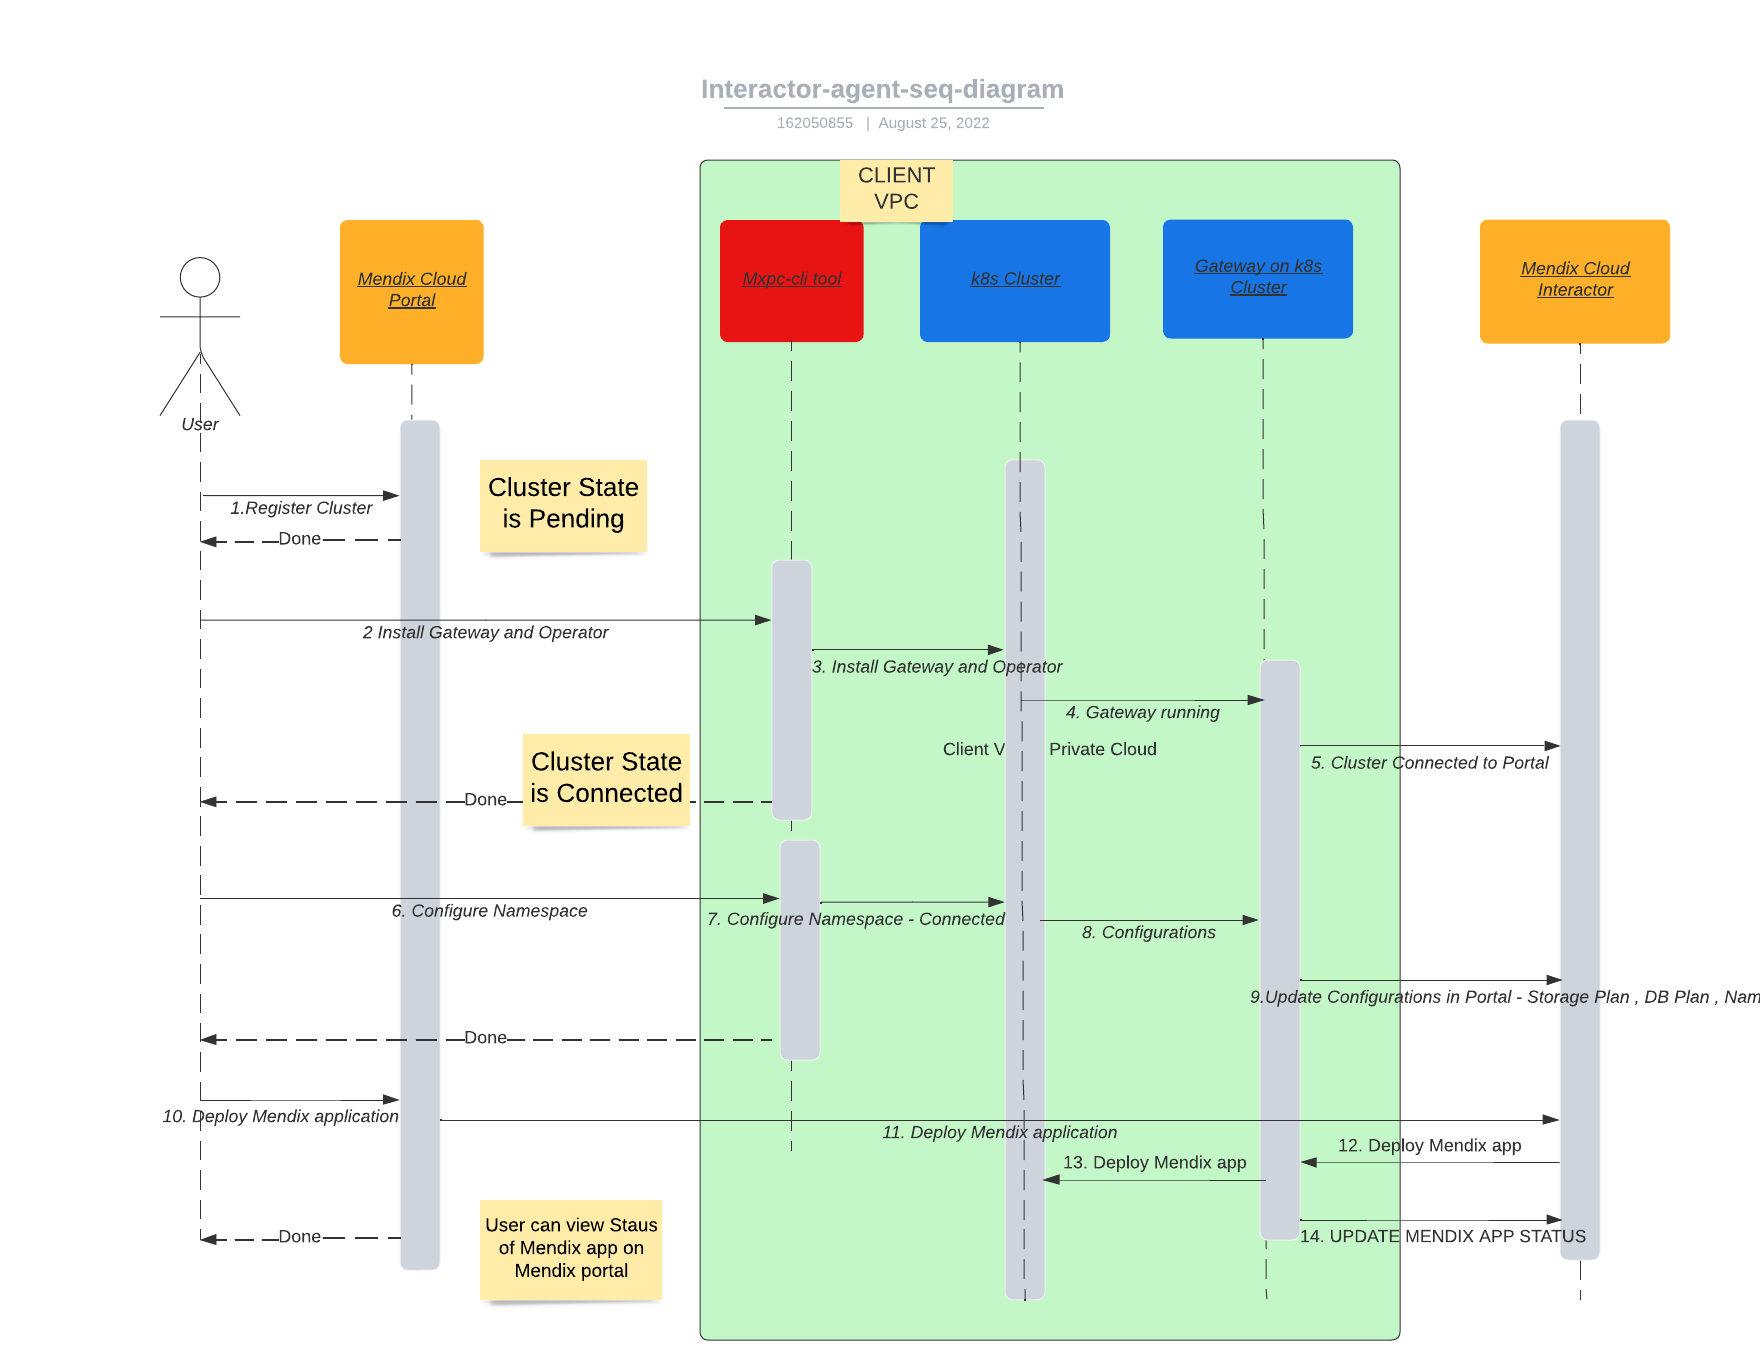 Interactor-agent-seq-diagram
162050855 | August 25, 2022
CLIENT
VPC
Mendix Cloud
Portal
Mxpc-cli tool
k8s Cluster
Gateway on k8s
Cluster
Mendix Cloud
Interactor
User
Cluster State
is Pending
1.Register Cluster
Done
2 Install Gateway and Operator
3. Install Gateway and Operator
4. Gateway running
Client V
Private Cloud
5. Cluster Connected to Portal
Cluster State
is Connected
Done
6. Configure Namespace
7. Configure Namespace - Connected
8. Configurations
9.Update Configurations in Portal - Storage Plan , DB Plan , Nam
Done
10. Deploy Mendix application
11. Deploy Mendix application
12. Deploy Mendix app
13. Deploy Mendix app
14. UPDATE MENDIX APP STATUS
Done
User can view Staus
of Mendix app on
Mendix portal